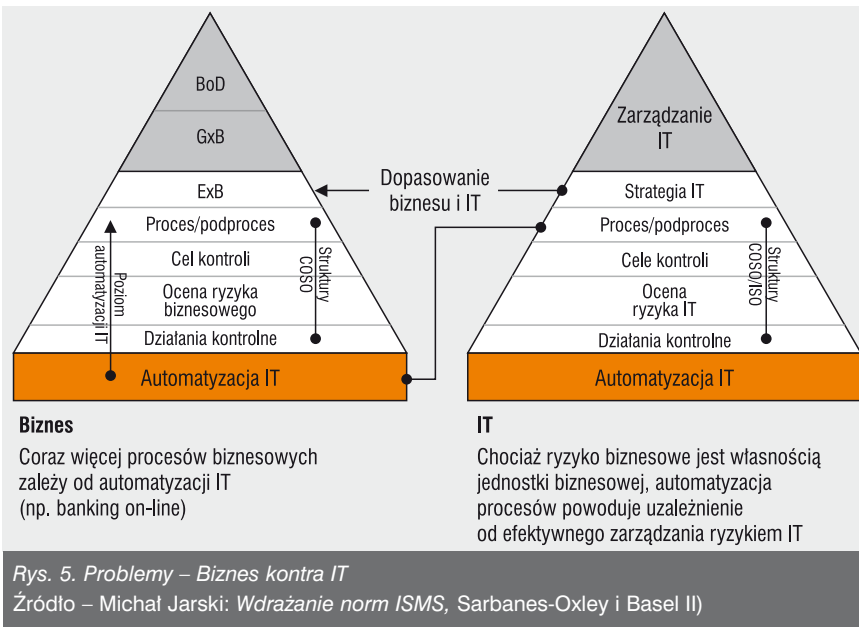 BoD
GxB
ExB
Proces/podproces
Cel kontroli
Ocena ryzyka
biznesowego
Działania kontrolne
Automatyzacja IT
Poziom
automatyzacji IT
Struktury
COSO
Dopasowanie
biznesu i IT
Zarządzanie
IT
Strategia IT
Proces/podproces
Cele kontroli
Ocena
ryzyka IT
Działania kontrolne
Automatyzacja IT
Struktury
COSO/ISO
Biznes
Coraz więcej procesów biznesowych
zależy od automatyzacji IT
(np. banking on-line)
IT
Chociaż ryzyko biznesowe jest własnością
jednostki biznesowej, automatyzacja
procesów powoduje uzależnienie
od efektywnego zarządzania ryzykiem IT
Rys. 5. Problemy – Biznes kontra IT
Źródło – Michał Jarski: Wdrażanie norm ISMS, Sarbanes-Oxley i Basel II)